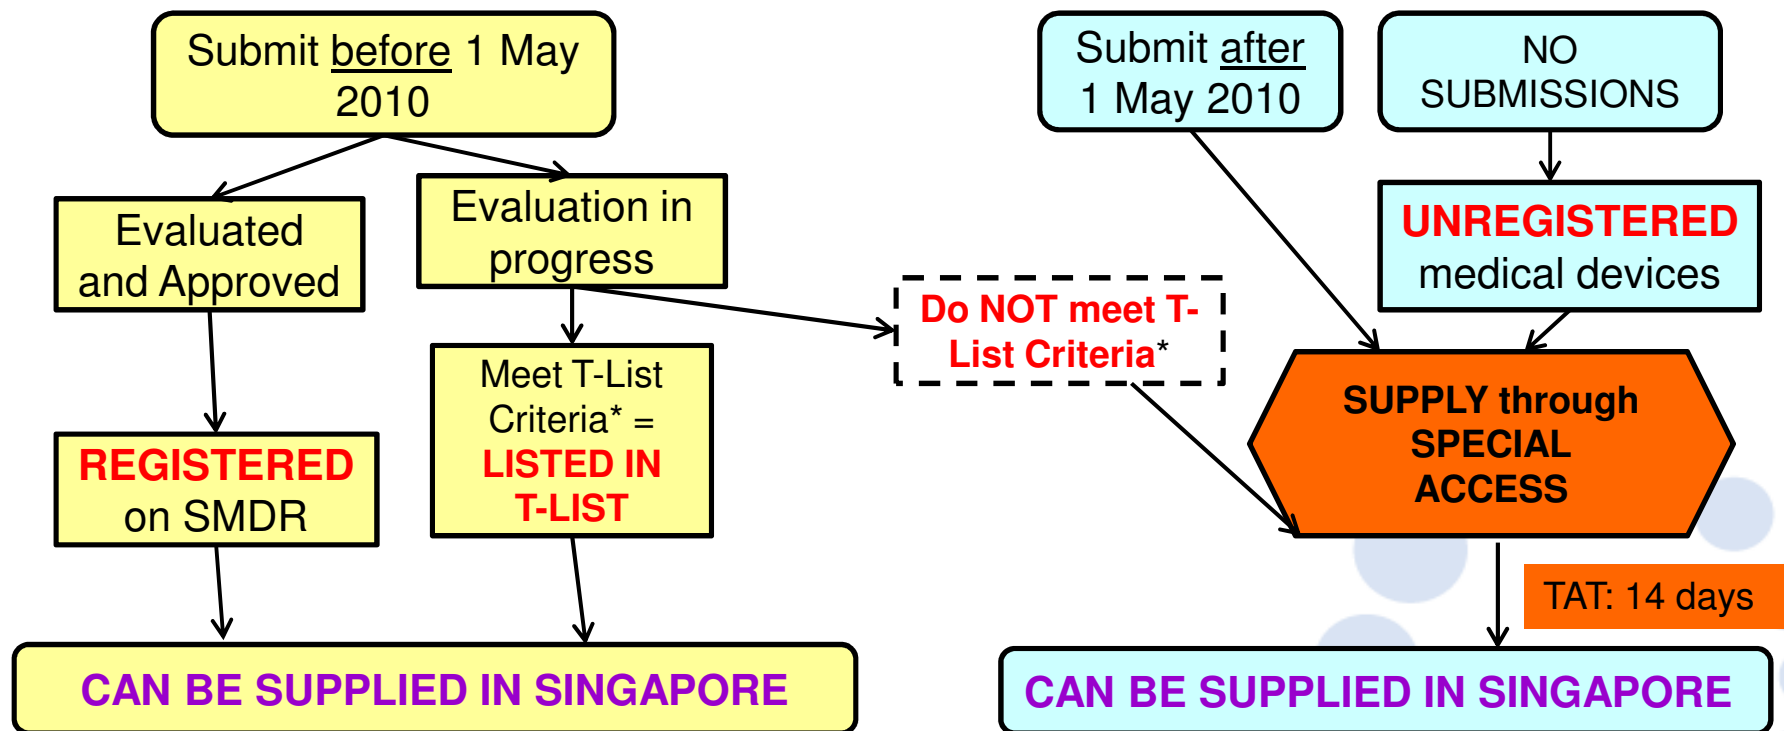 Submit before 1 May
2010
Submit after
1 May 2010
NO
SUBMISSIONS
Evaluated
and Approved
Evaluation in
progress
UNREGISTERED
medical devices
Do NOT meet T-
List Criteria*
Meet T-List
Criteria* =
LISTED IN
T-LIST
REGISTERED
on SMDR
SUPPLY through
SPECIAL
ACCESS
TAT: 14 days
CAN BE SUPPLIED IN SINGAPORE
CAN BE SUPPLIED IN SINGAPORE